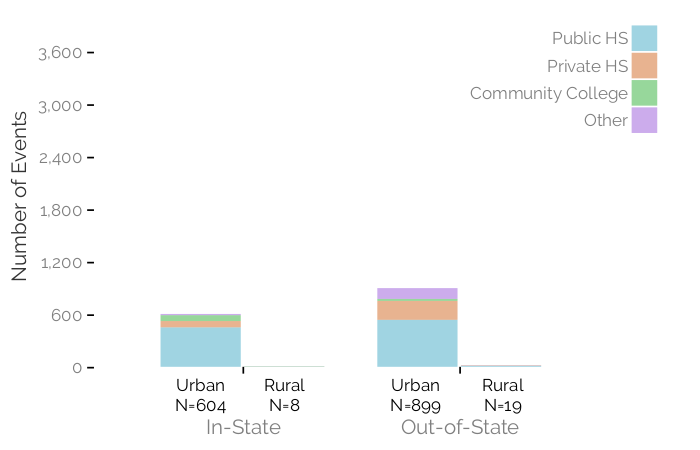 Public HS
Private HS
Community College
Other
Number of Events
3,600
3,000
2,400
1,800
1,200
600
0
Urban Rural Urban Rural
N=604 N=8 N=899 N=19
In-State Out-of-State